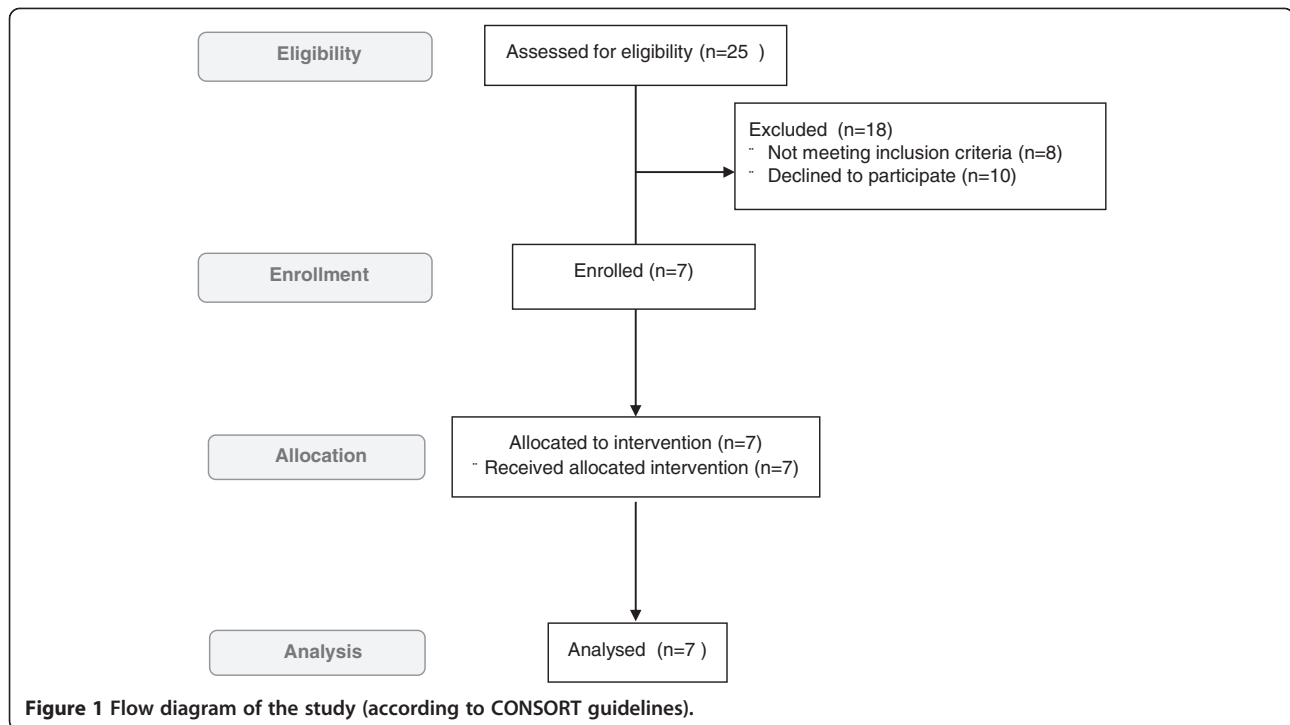 Eligibility
Assessed for eligibility (n=25 )
Excluded (n=18)
¨ Not meeting inclusion criteria (n=8)
¨ Declined to participate (n=10)
Enrollment
Enrolled (n=7)
Allocation
Allocated to intervention (n=7)
¨ Received allocated intervention (n=7)
Analysis
Analysed (n=7 )
Figure 1 Flow diagram of the study (according to CONSORT guidelines).